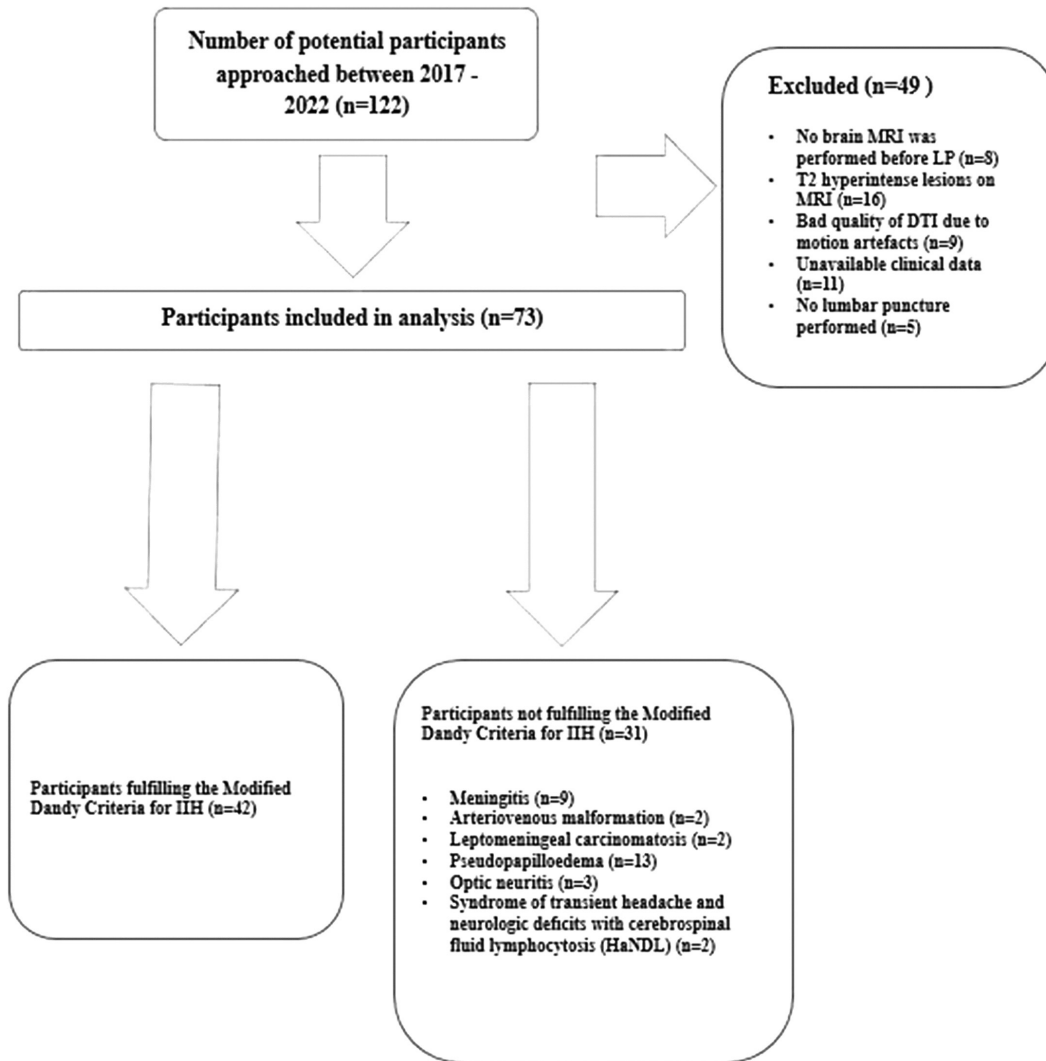 Number of potential participants
approached between 2017 -
2022 (n=122)
Excluded (n=49 )
• No brain MRI was
performed before LP (n=8)
• T2 hyperintense lesions on
MRI (n=16)
• Bad quality of DTI due to
motion artefacts (n=9)
• Unavailable clinical data
(n=11)
• No lumbar puncture
performed (n=5)
Participants included in analysis (n=73)
Participants fulfilling the Modified
Dandy Criteria for IIH (n=42)
Participants not fulfilling the Modified
Dandy Criteria for IIH (n=31)
• Meningitis (n=9)
• Arteriovenous malformation (n=2)
• Leptomeningeal carcinomatosis (n=2)
• Pseudopapilloedema (n=13)
• Optic neuritis (n=3)
• Syndrome of transient headache and
neurologic deficits with cerebrospinal
fluid lymphocytosis (HaNDL) (n=2)